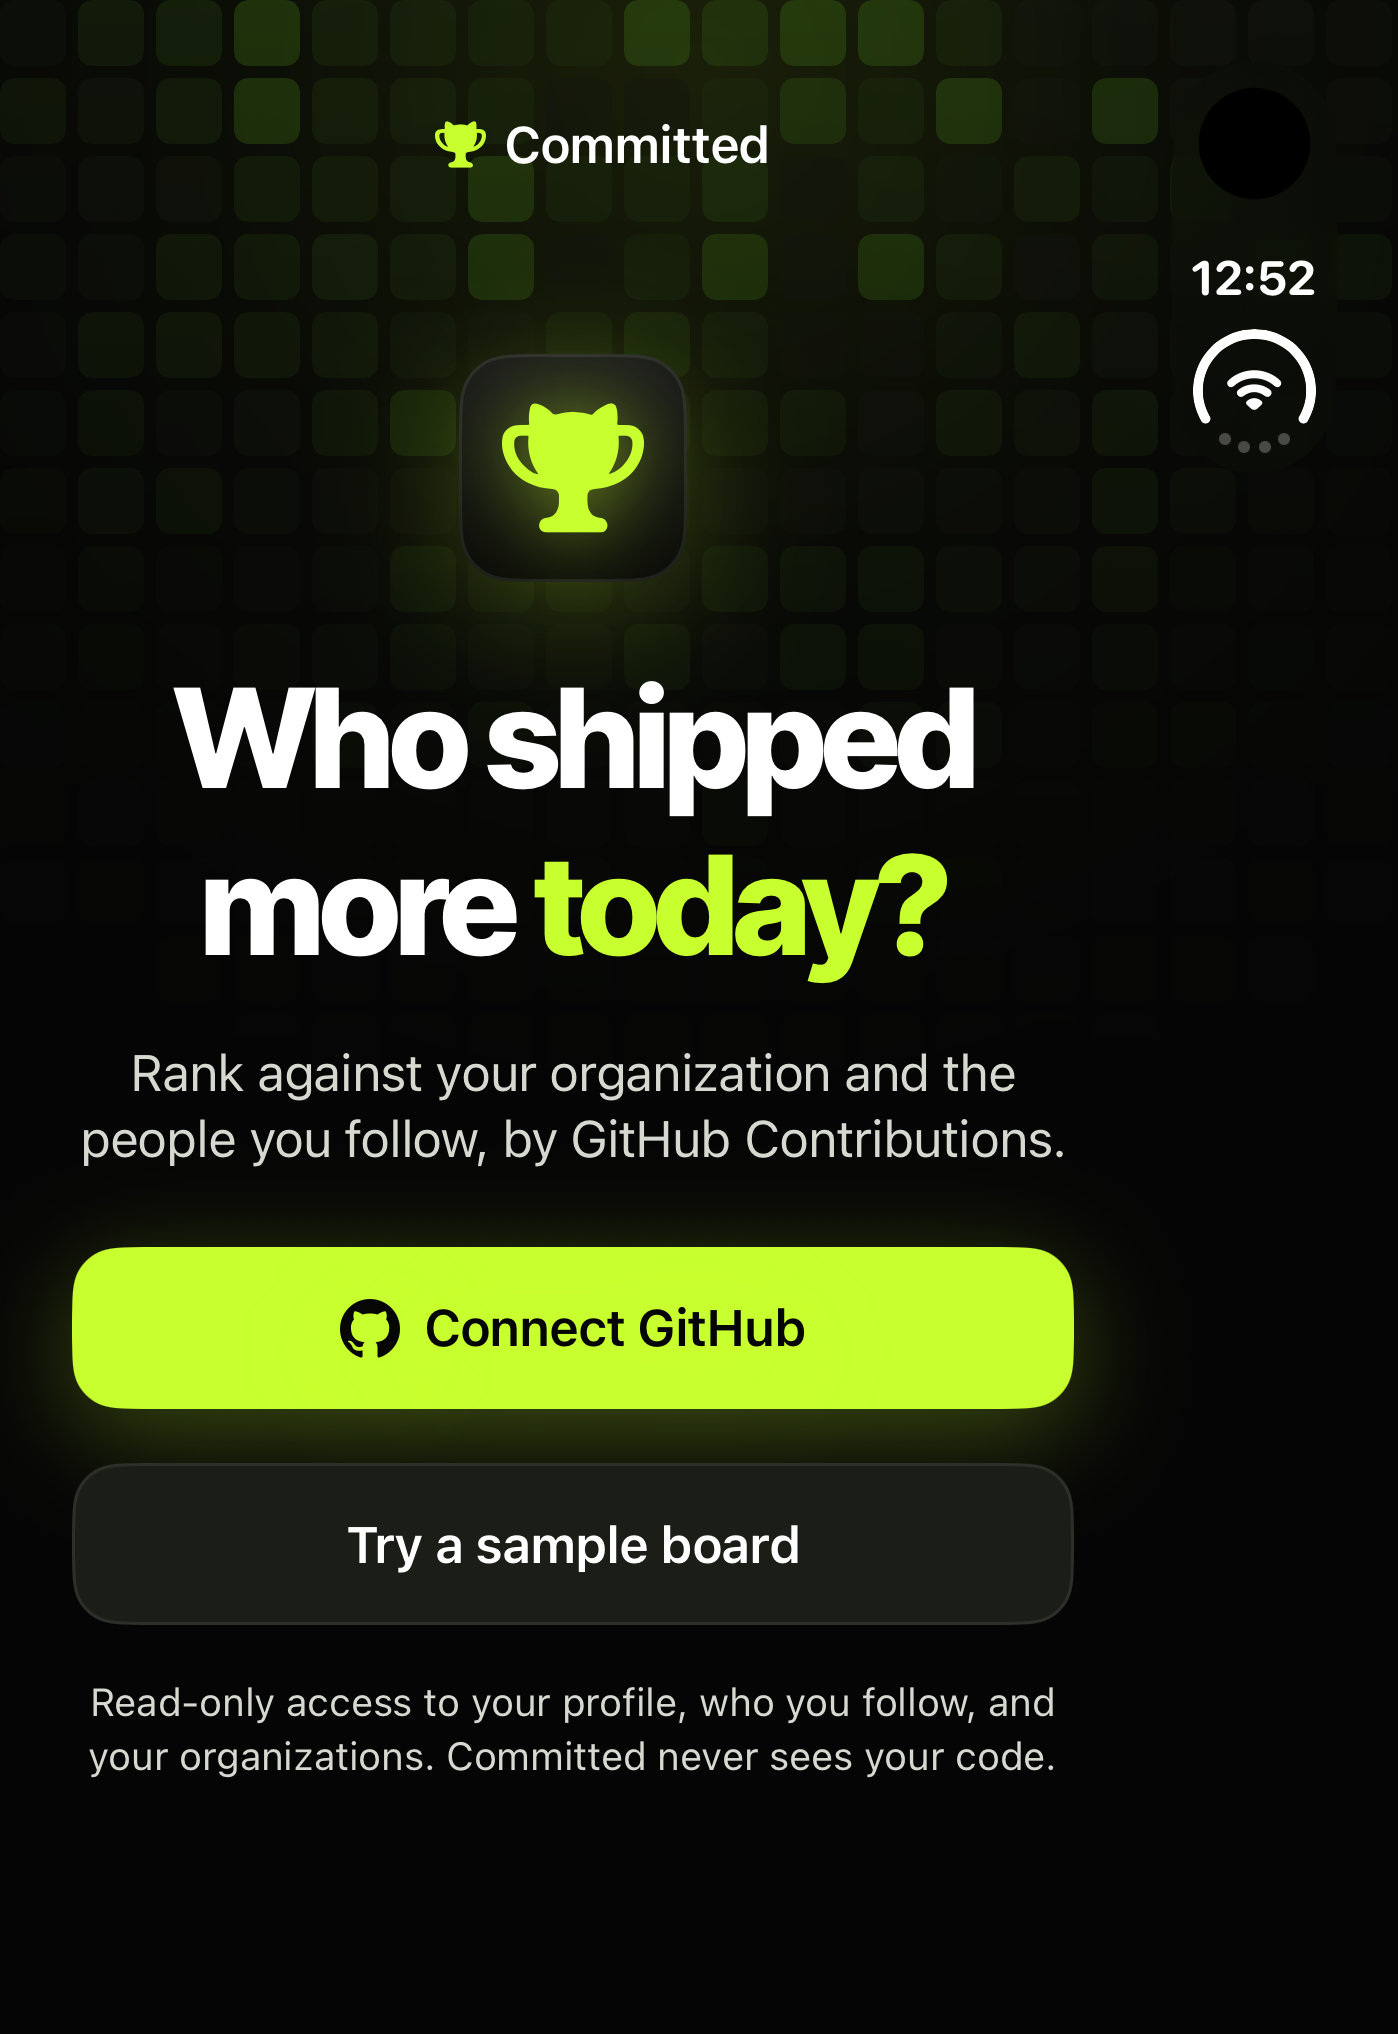 Committed
12:52
Who shipped
more today?
Rank against your organization and the
people you follow, by GitHub Contributions.
Connect GitHub
Try a sample board
Read-only access to your profile, who you follow, and
your organizations. Committed never sees your code.